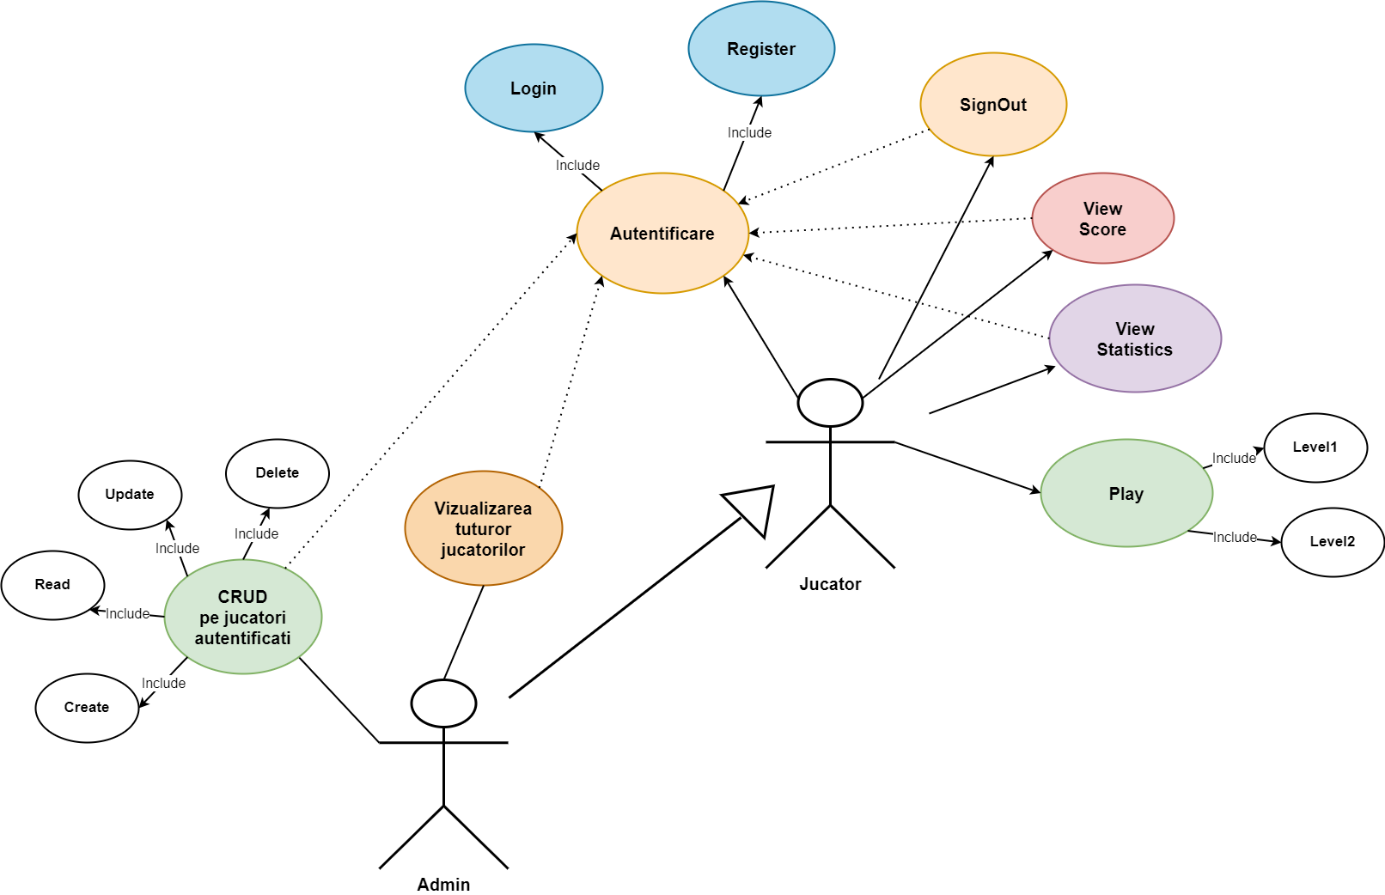 Register
Login
SignOut
Include
Include
View
Score
Autentificare
View
Statistics
Level1
Include
Delete
Update
Play
Vizualizarea
tuturor
jucatorilor
Include
Include
Include
Level2
Read
Jucator
CRUD
pe jucatori
autentificati
Include
Include
Create
Admin